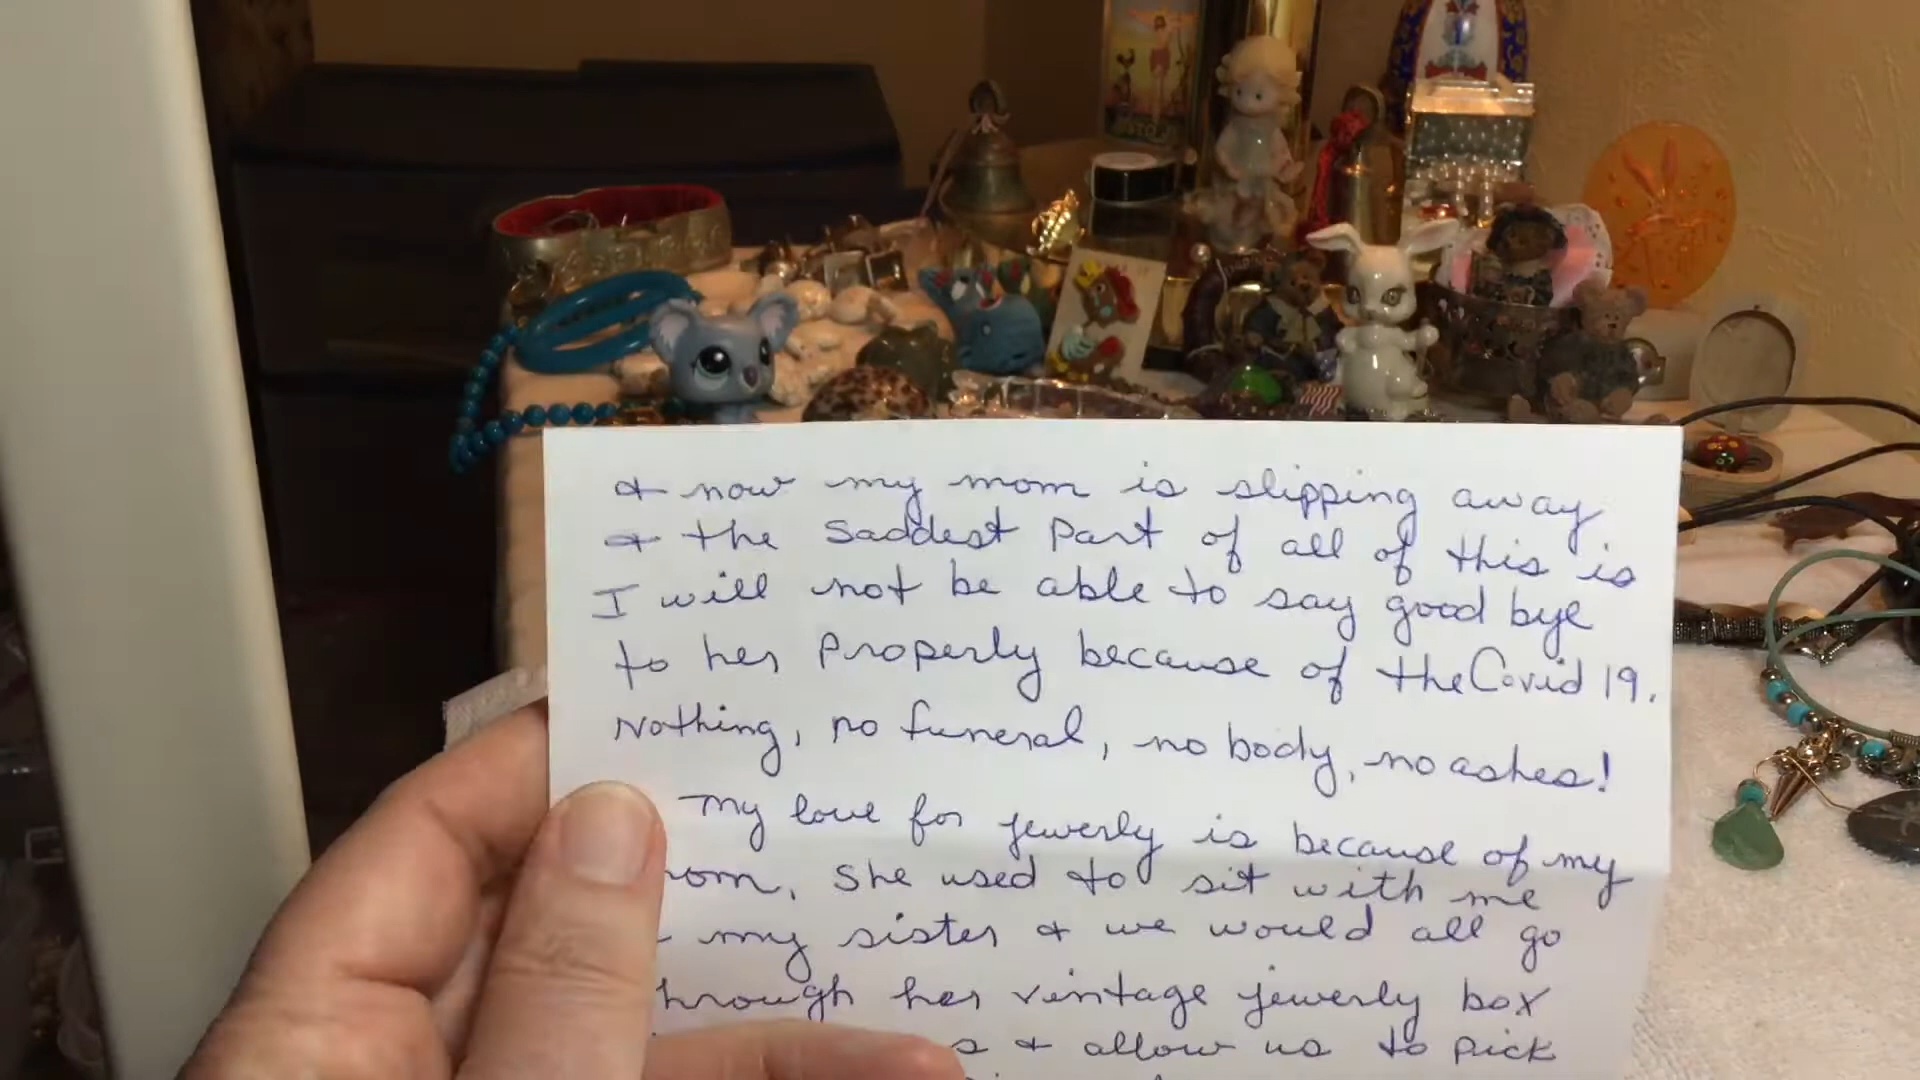 & now my mom is slipping away
& the saddest part of all of this is
I will not be able to say good bye
to her Properly because of the Covid 19.
Nothing, no funeral, no body, no ashes!
My love for jewerly is because of my
mom. She used to sit with me
my sister & we would all go
through her vintage jewerly box
& allow us to pick